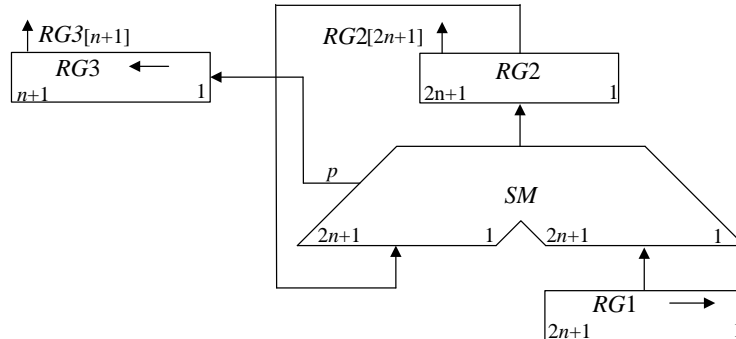 RG3[n+1]
RG2[2n+1]
RG3
n+1 1
RG2
2n+1 1
p
SM
2n+1 1 2n+1 1
RG1
2n+1